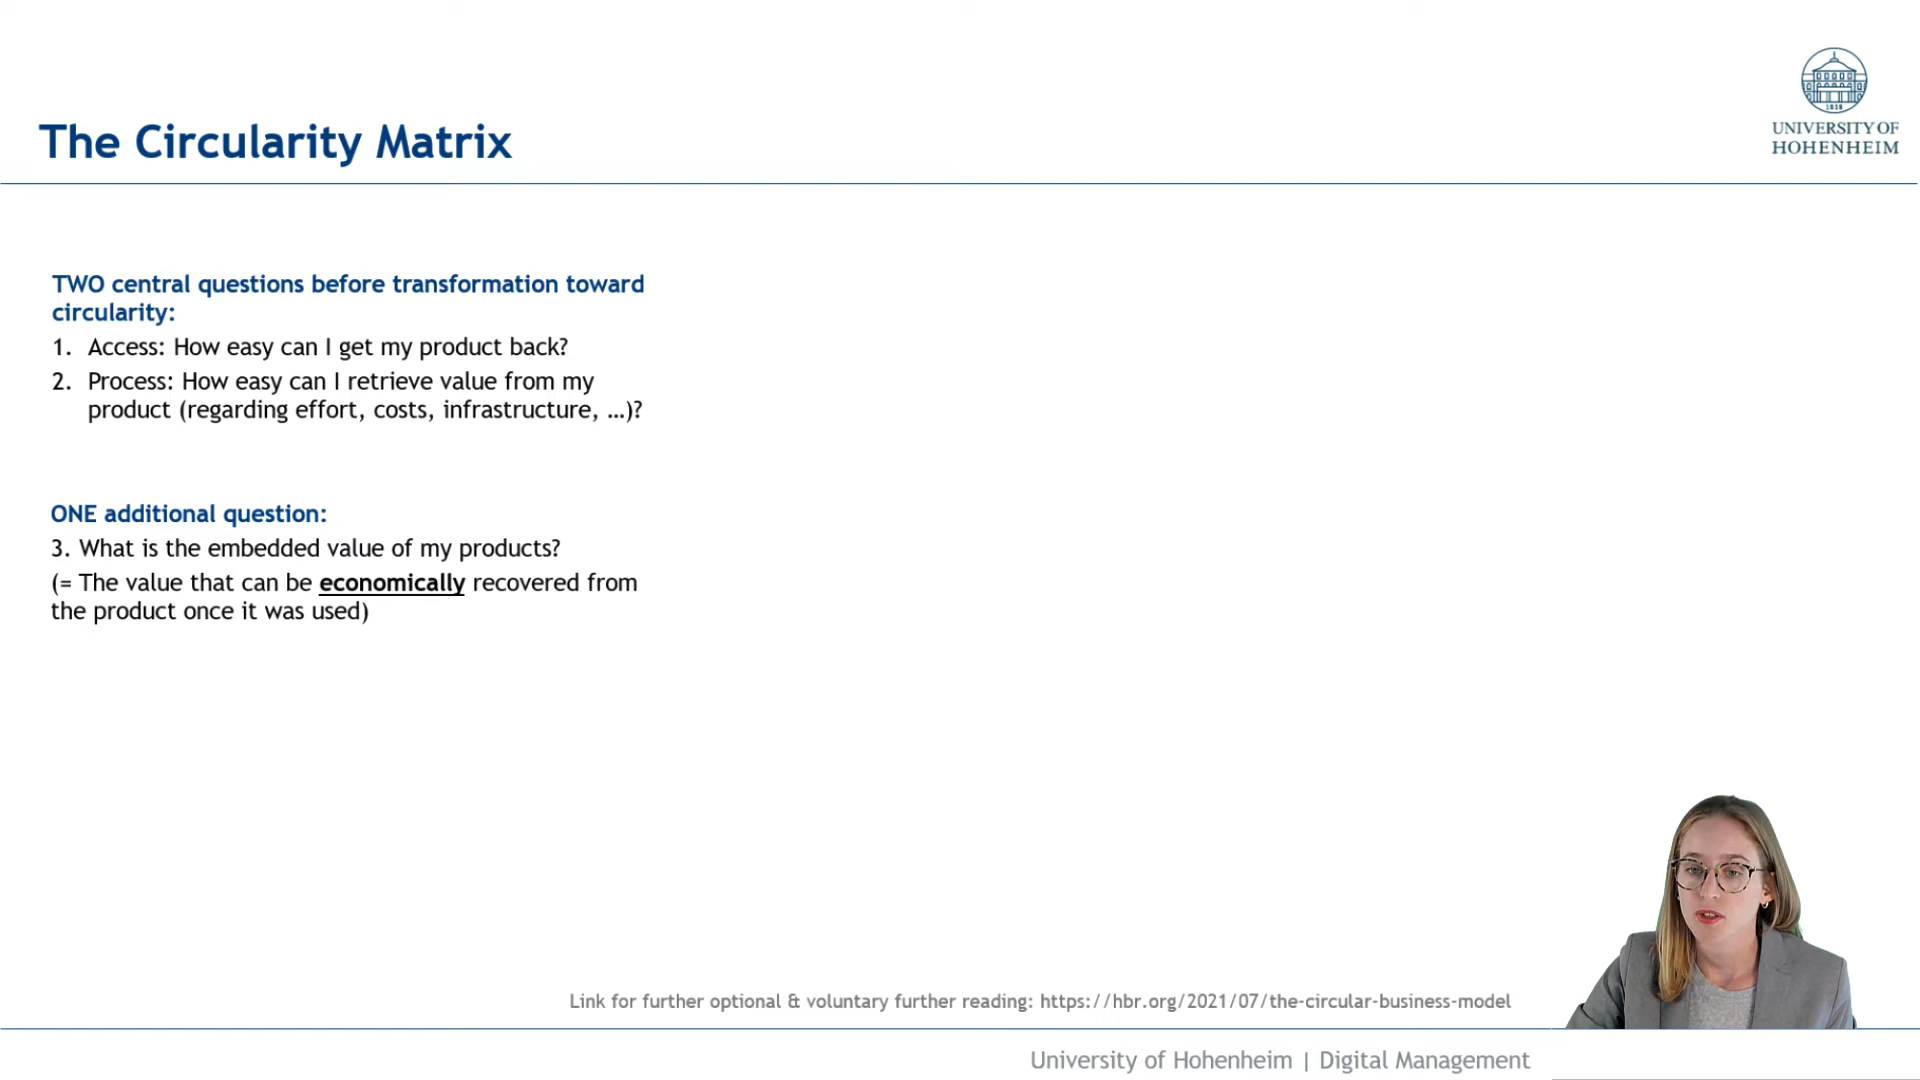 The Circularity Matrix
1838
UNIVERSITY OF
HOHENHEIM
TWO central questions before transformation toward
circularity:
1. Access: How easy can I get my product back?
2. Process: How easy can I retrieve value from my
product (regarding effort, costs, infrastructure, …)?
ONE additional question:
3. What is the embedded value of my products?
(= The value that can be economically recovered from
the product once it was used)
Link for further optional & voluntary further reading: https://hbr.org/2021/07/the-circular-business-model
University of Hohenheim | Digital Management